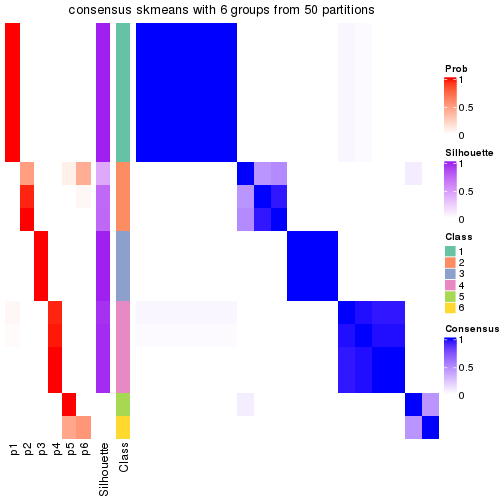 consensus skmeans with 6 groups from 50 partitions
Prob
1
0.5
0
Silhouette
1
0.5
0
Class
1
2
3
4
5
6
Consensus
1
0.5
0
p1
p2
p3
p4
p5
p6
Silhouette
Class